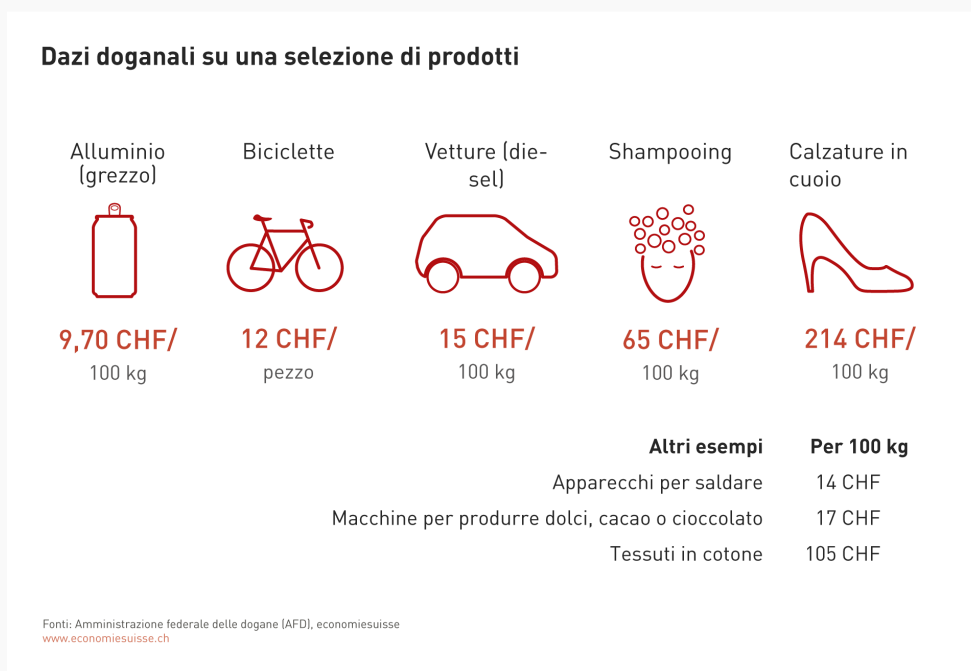 Dazi doganali su una selezione di prodotti
Alluminio
(grezzo)
9,70 CHF/
100 kg
Biciclette
12 CHF/
pezzo
Vetture (die-
sel)
15 CHF/
100 kg
Shampooing
65 CHF/
100 kg
Calzature in
cuoio
214 CHF/
100 kg
Altri esempi Per 100 kg
Apparecchi per saldare 14 CHF
Macchine per produrre dolci, cacao o cioccolato 17 CHF
Tessuti in cotone 105 CHF
Fonti: Amministrazione federale delle dogane (AFD), economiesuisse
www.economiesuisse.ch